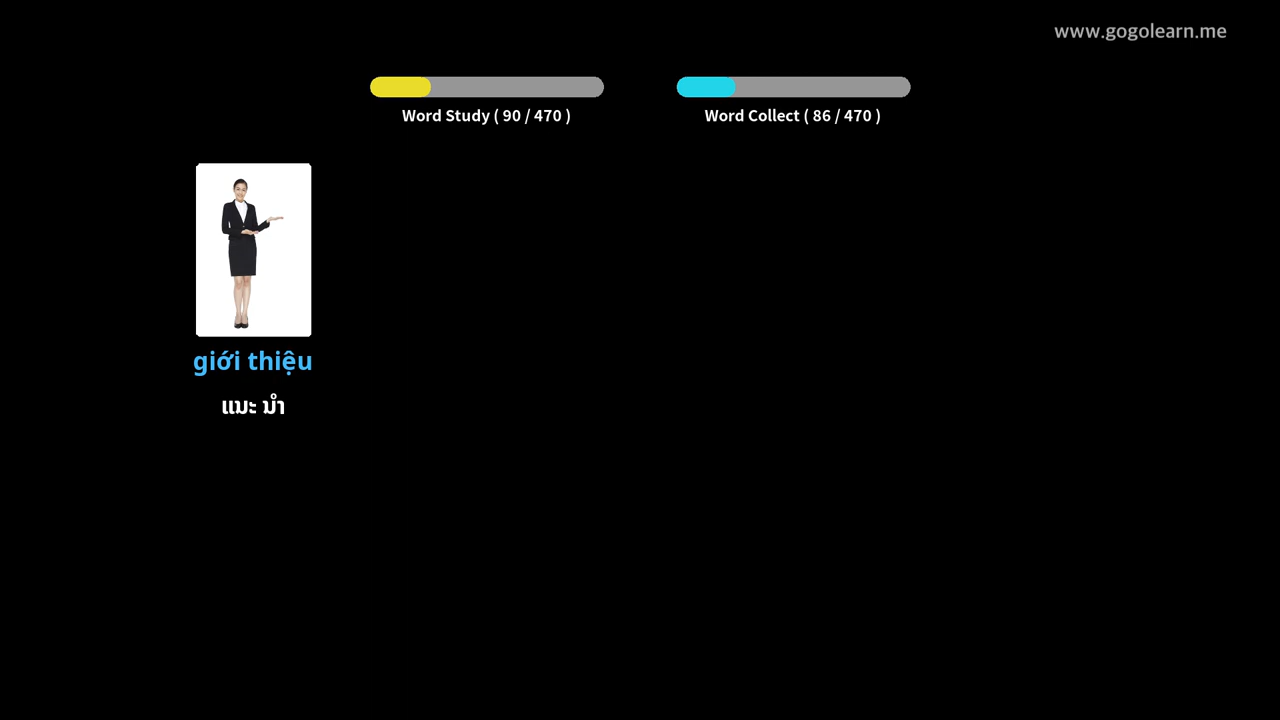 www.gogolearn.me
Word Study ( 90 / 470 )
Word Collect ( 86 / 470 )
giới thiệu
ແນະ ນຳ